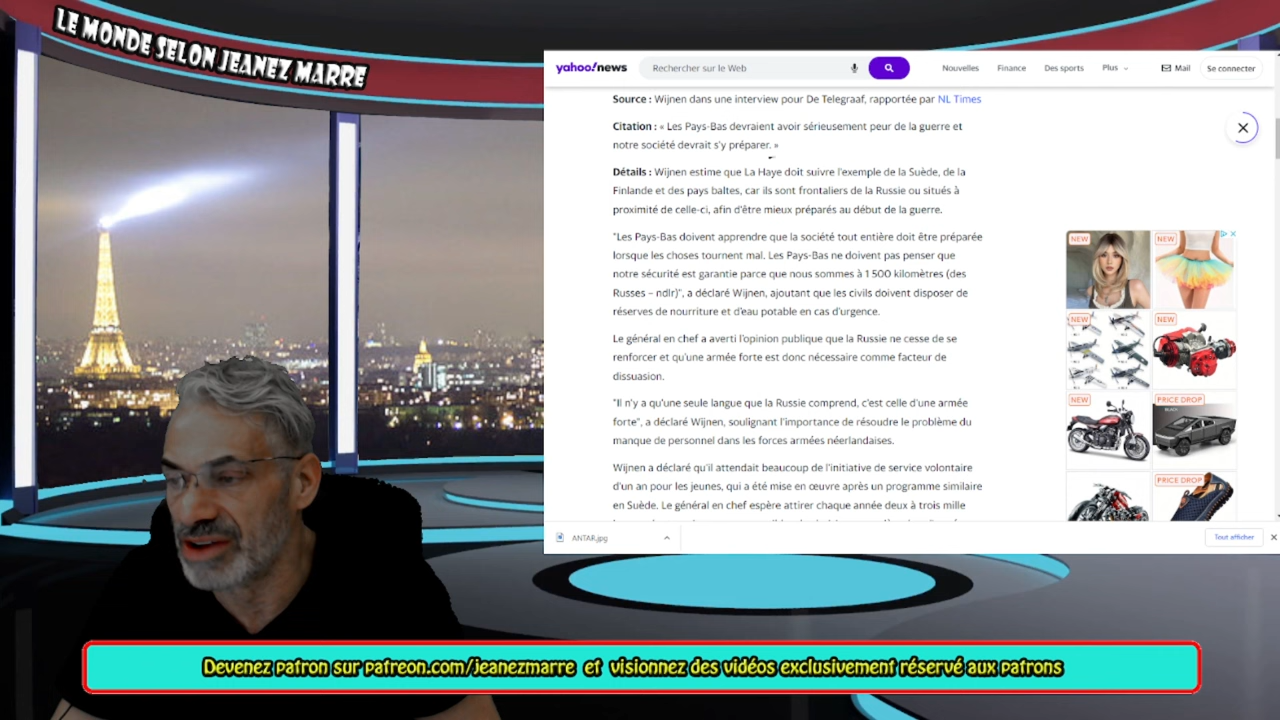 LE MONDE SELON JEANEZ MARRE
yahoo!news
Rechercher sur le Web
Nouvelles
Finance
Des sports
Plus
Mail
Se connecter
Source : Wijnen dans une interview pour De Telegraaf, rapportée par NL Times
Citation : « Les Pays-Bas devraient avoir sérieusement peur de la guerre et
notre société devrait s'y préparer. »
Détails : Wijnen estime que La Haye doit suivre l'exemple de la Suède, de la
Finlande et des pays baltes, car ils sont frontaliers de la Russie ou situés à
proximité de celle-ci, afin d'être mieux préparés au début de la guerre.
"Les Pays-Bas doivent apprendre que la société tout entière doit être préparée
lorsque les choses tournent mal. Les Pays-Bas ne doivent pas penser que
notre sécurité est garantie parce que nous sommes à 1 500 kilomètres (des
Russes – ndlr)", a déclaré Wijnen, ajoutant que les civils doivent disposer de
réserves de nourriture et d'eau potable en cas d'urgence.
Le général en chef a averti l'opinion publique que la Russie ne cesse de se
renforcer et qu'une armée forte est donc nécessaire comme facteur de
dissuasion.
"Il n'y a qu'une seule langue que la Russie comprend, c'est celle d'une armée
forte", a déclaré Wijnen, soulignant l'importance de résoudre le problème du
manque de personnel dans les forces armées néerlandaises.
Wijnen a déclaré qu'il attendait beaucoup de l'initiative de service volontaire
d'un an pour les jeunes, qui a été mise en œuvre après un programme similaire
en Suède. Le général en chef espère attirer chaque année deux à trois mille
NEW
NEW
NEW
NEW
NEW
PRICE DROP
PRICE DROP
ANTAR.jpg
Tout afficher
Devenez patron sur patreon.com/jeanezmarre et visionnez des vidéos exclusivement réservé aux patrons